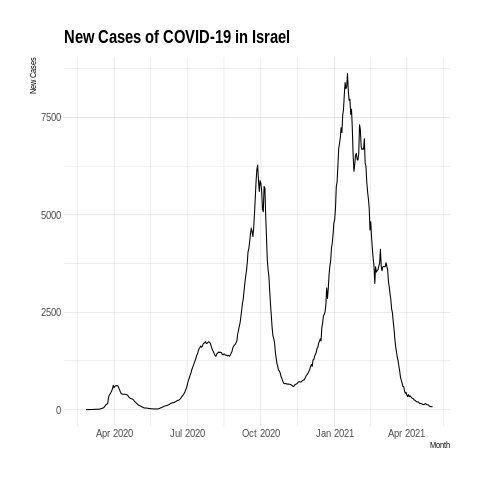 New Cases of COVID-19 in Israel
New Cases
7500
5000
2500
0
Apr 2020 Jul 2020 Oct 2020 Jan 2021 Apr 2021
Month